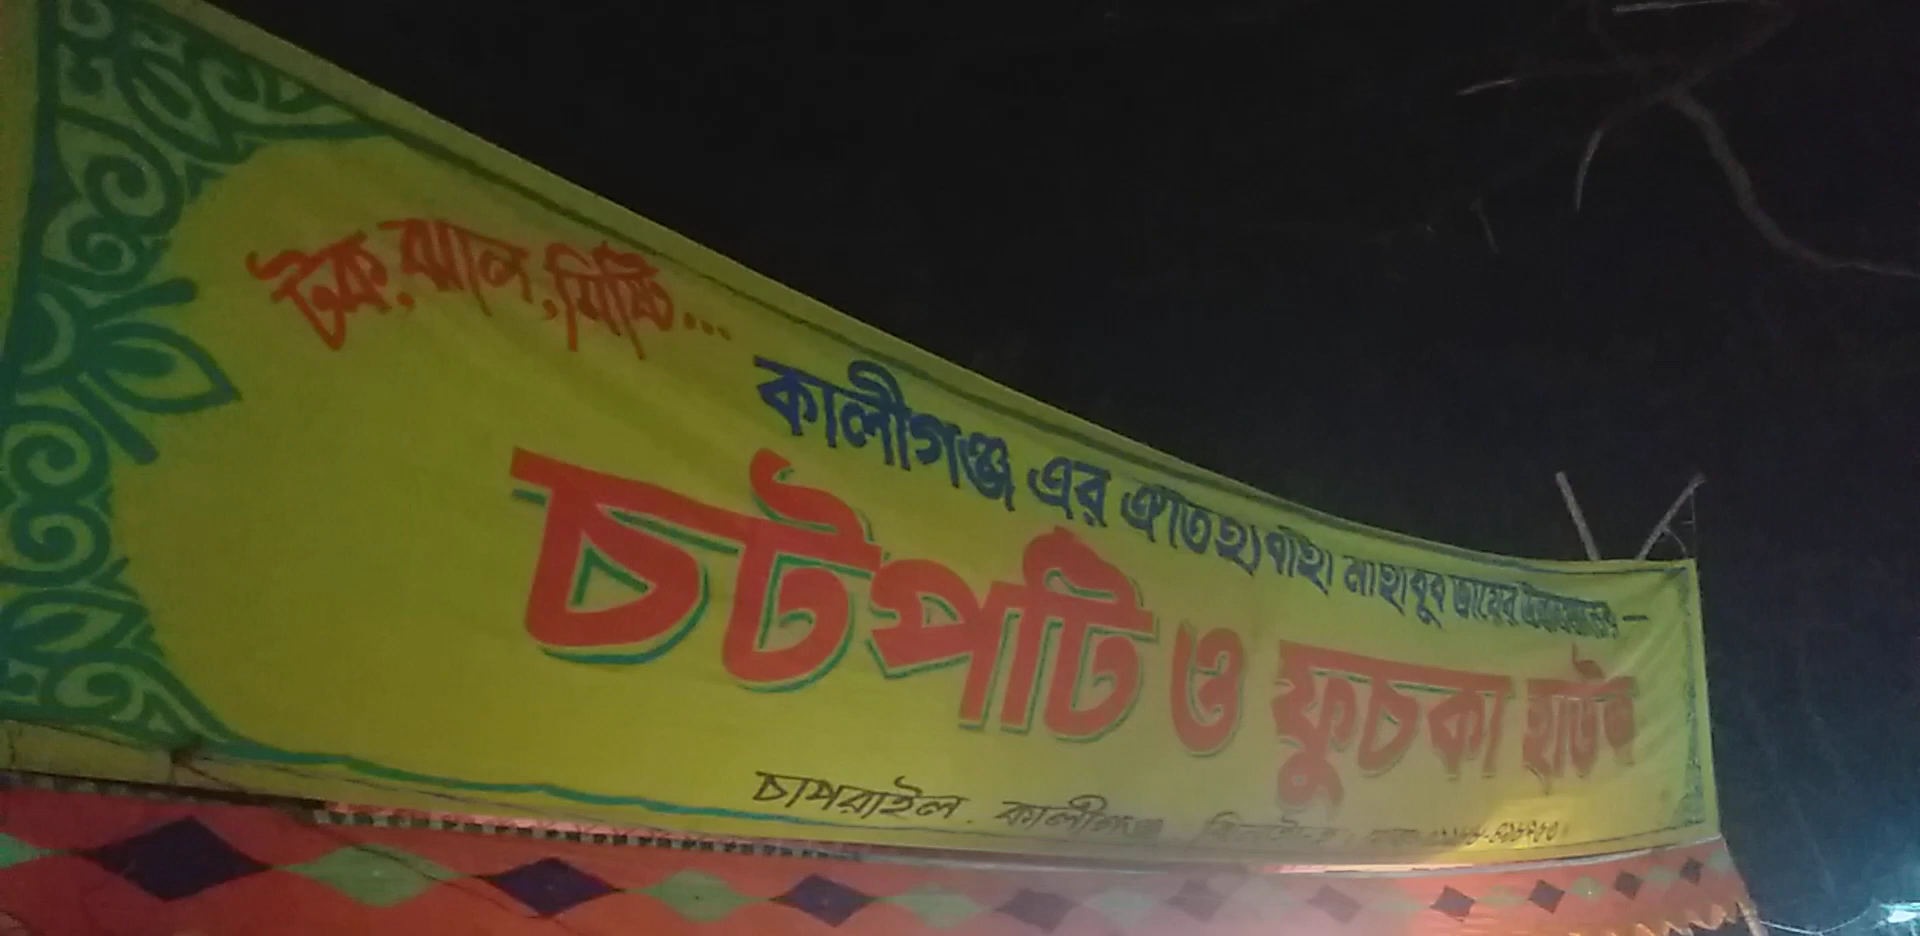 টক, ঝাল, মিষ্টি...
কালীগঞ্জ এর ঐতিহ্যবাহী মাহাবুব ভায়ের
চটপটি ও ফুচকা হাউজ
চাপরাইল. কালীগঞ্জ